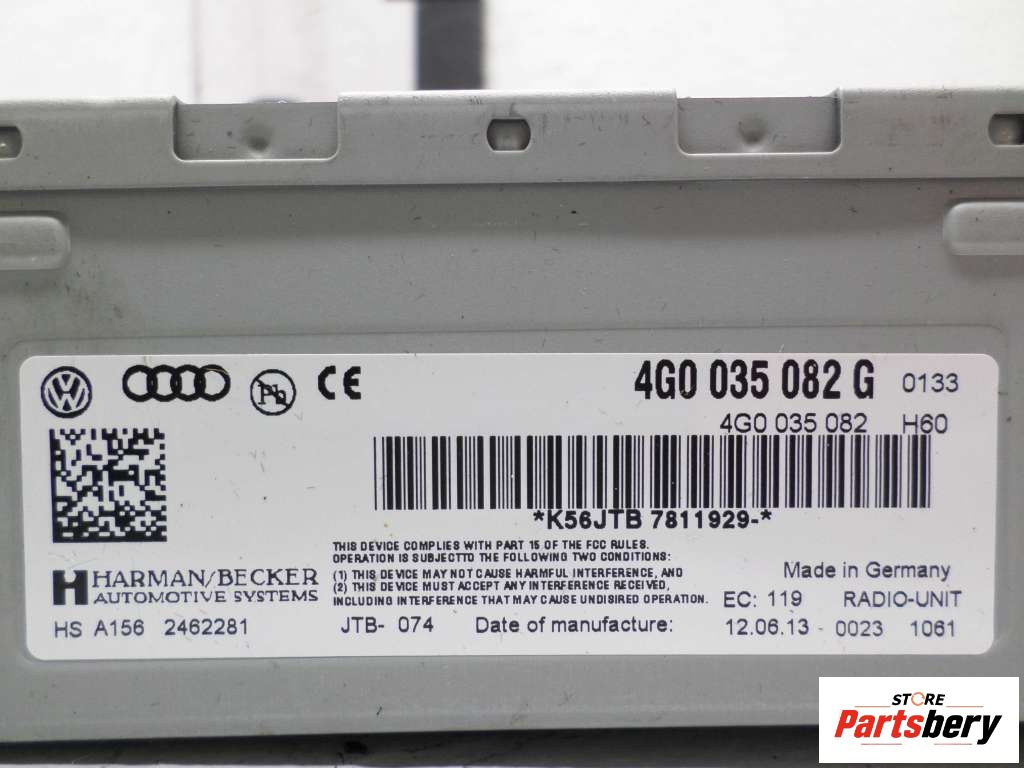 VW Pb CE 4G0 035 082 G 0133
4G0 035 082 H60
*K56JTB 7811929-*
THIS DEVICE COMPLIES WITH PART 15 OF THE FCC RULES.
OPERATION IS SUBJECTTO THE FOLLOWING TWO CONDITIONS:
(1) THIS DEVICE MAY NOT CAUSE HARMFUL INTERFERENCE, AND
(2) THIS DEVICE MUST ACCEPT ANY INTERFERENCE RECEIVED,
INCLUDING INTERFERENCE THAT MAY CAUSE UNDISIRED OPERATION.
HARMAN/BECKER
AUTOMOTIVE SYSTEMS
Made in Germany
EC: 119 RADIO-UNIT
HS A156 2462281 JTB- 074 Date of manufacture: 12.06.13 - 0023 1061
STORE
Partsbery